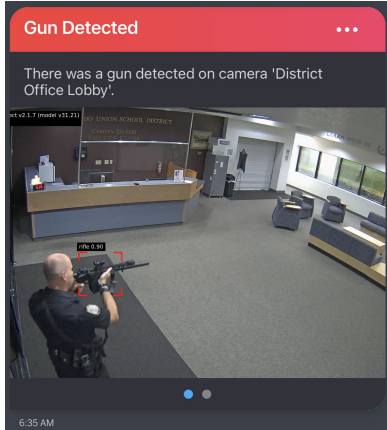 Gun Detected
There was a gun detected on camera 'District
Office Lobby'.
ect v2.1.7 (model v31.21)
DO UNION SCHOOL DISTRICT
rifle 0.90
6:35 AM